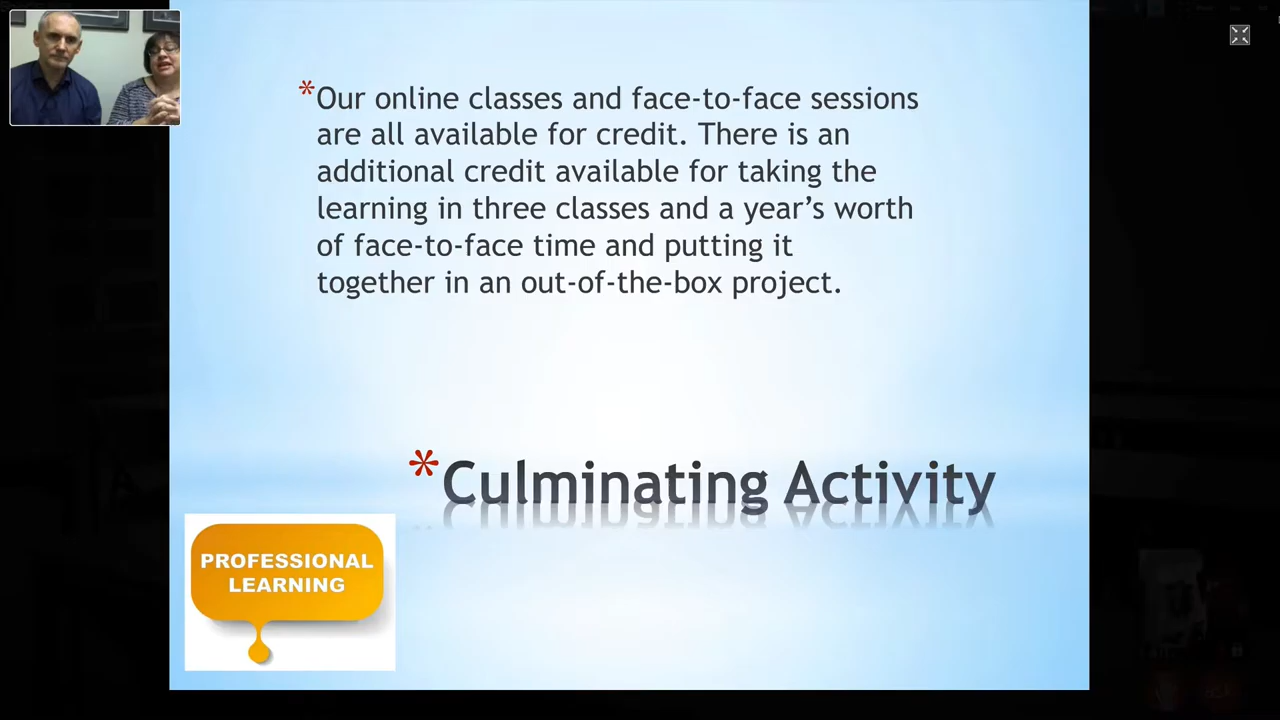 *Our online classes and face-to-face sessions
are all available for credit. There is an
additional credit available for taking the
learning in three classes and a year’s worth
of face-to-face time and putting it
together in an out-of-the-box project.
*Culminating Activity
PROFESSIONAL
LEARNING